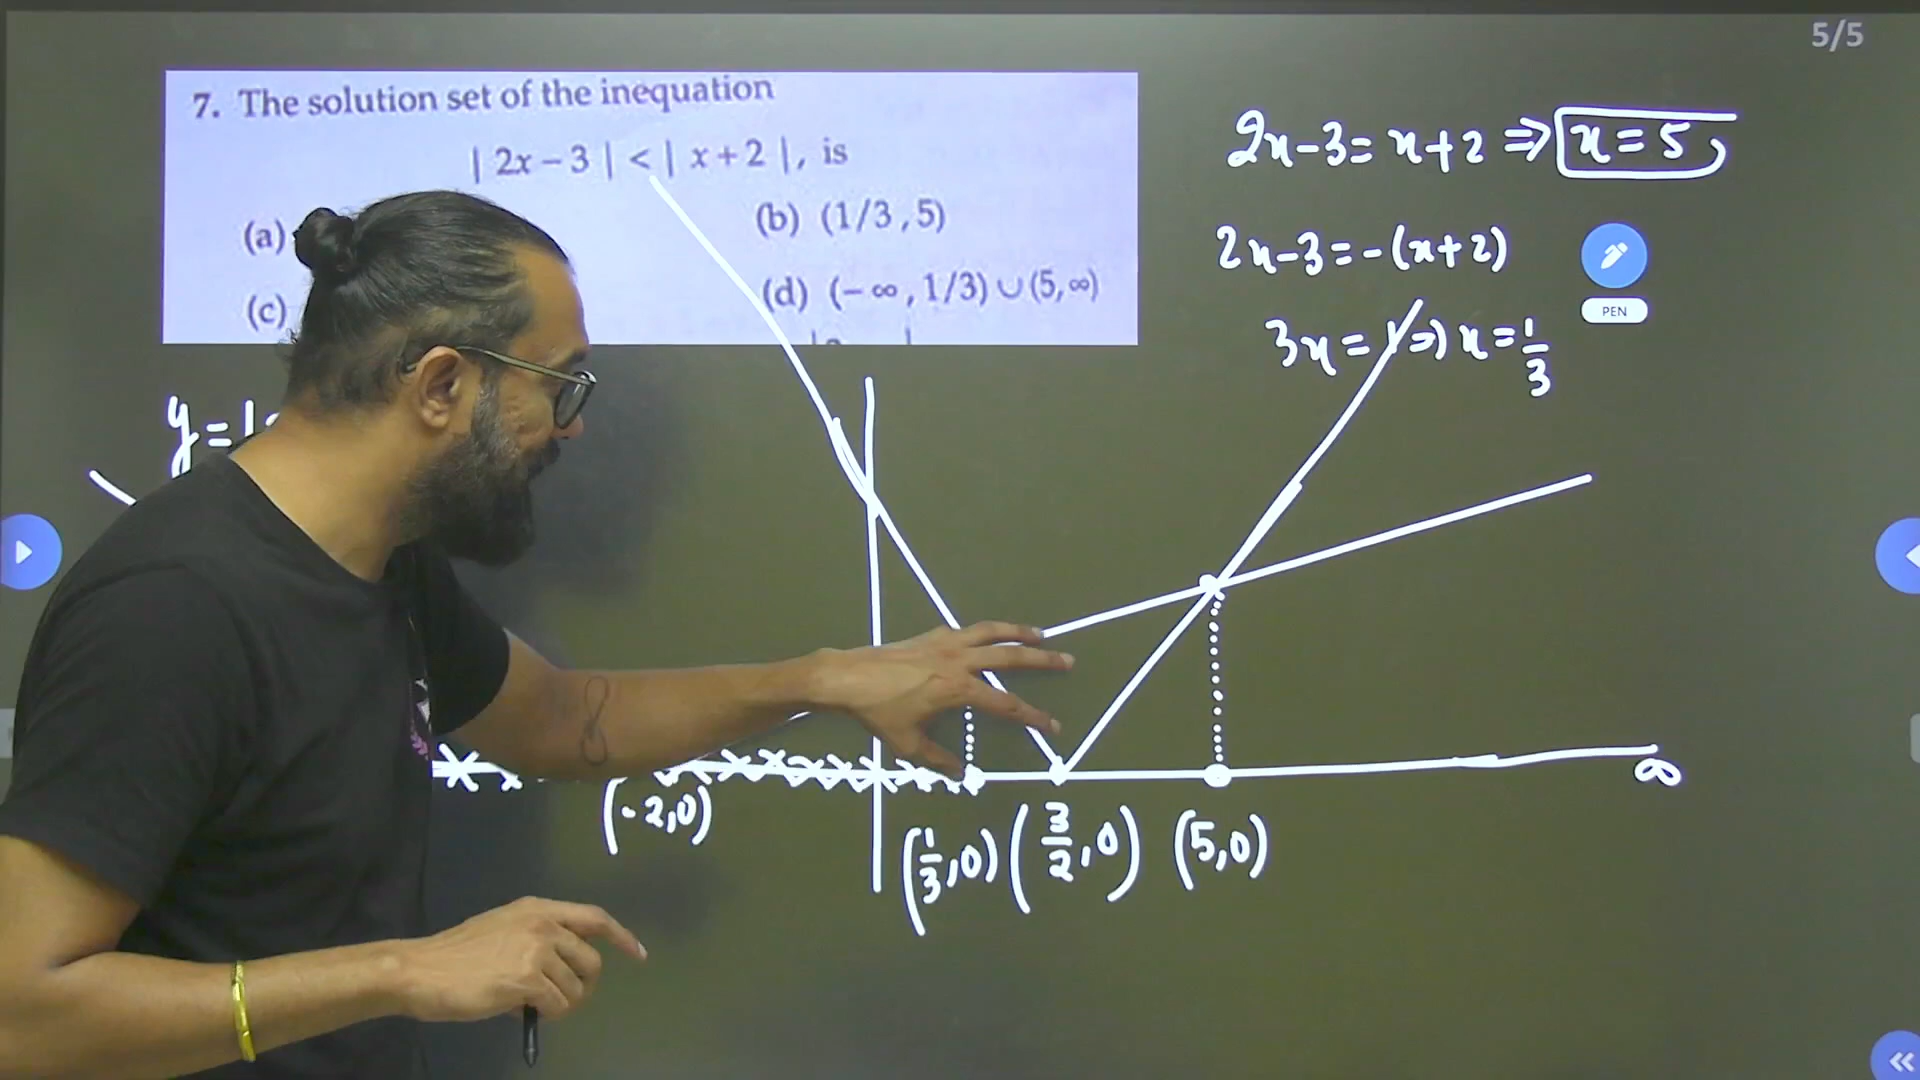 5/5
7. The solution set of the inequation
| 2x – 3 | < | x + 2 |, is
(a)
(b) (1/3 , 5)
(c)
(d) (– ∞ , 1/3) ∪ (5, ∞)
2x-3 = x+2 ⇒ x = 5
2x-3 = -(x+2)
3x = 1 ⇒ x = 1/3
PEN
y = |
∞
(-2,0)
(1/3,0) (3/2,0) (5,0)